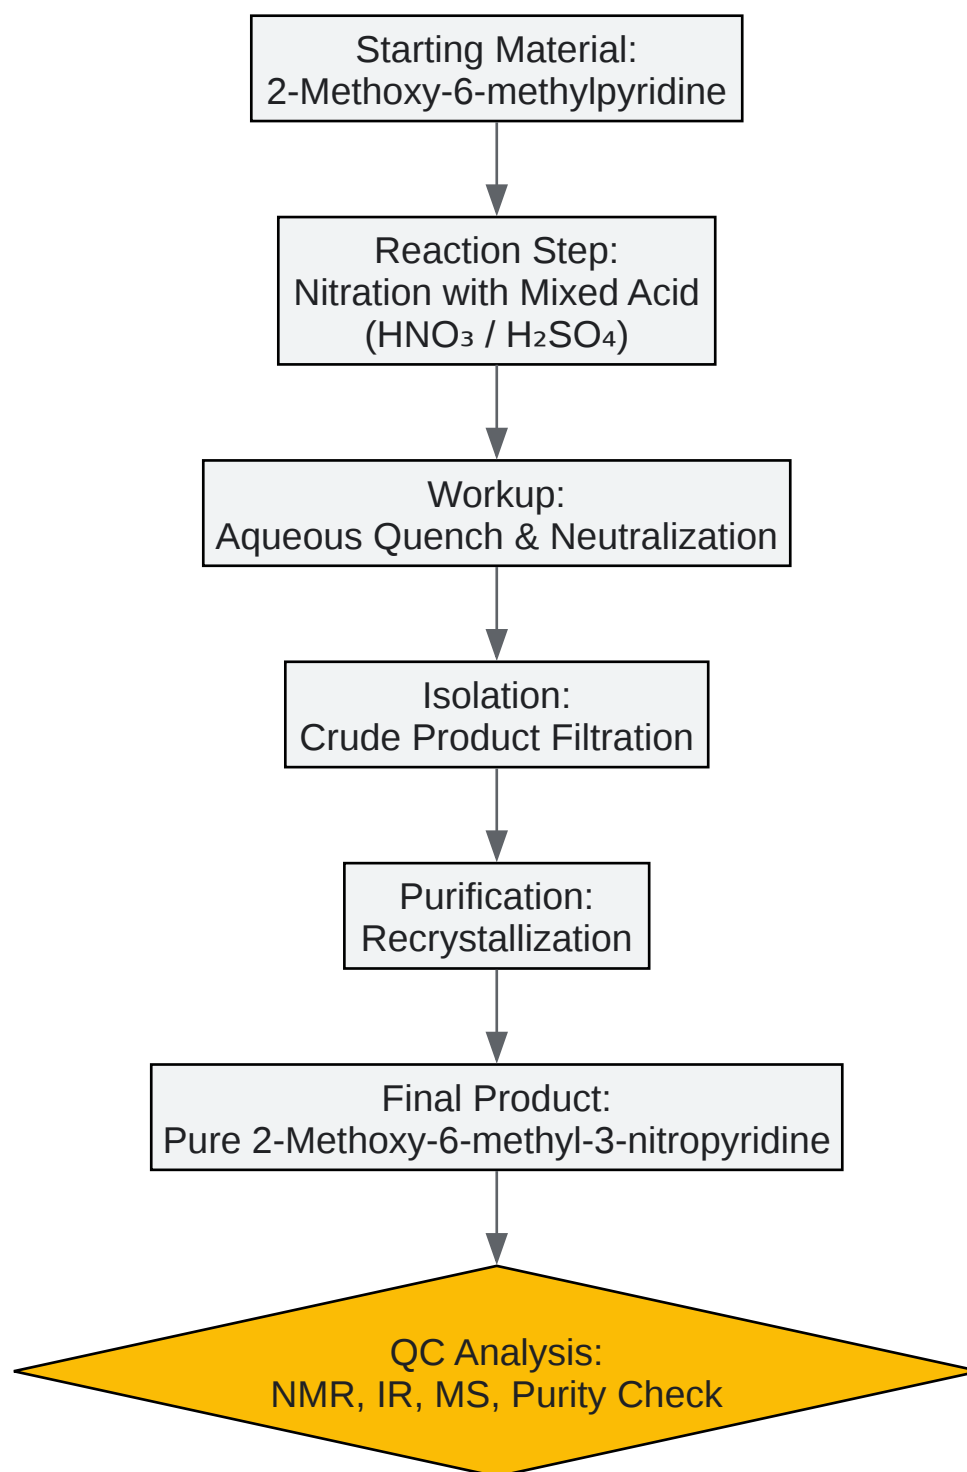 Starting Material:
2-Methoxy-6-methylpyridine
Reaction Step:
Nitration with Mixed Acid
(HNO₃ / H₂SO₄)
Workup:
Aqueous Quench & Neutralization
Isolation:
Crude Product Filtration
Purification:
Recrystallization
Final Product:
Pure 2-Methoxy-6-methyl-3-nitropyridine
QC Analysis:
NMR, IR, MS, Purity Check